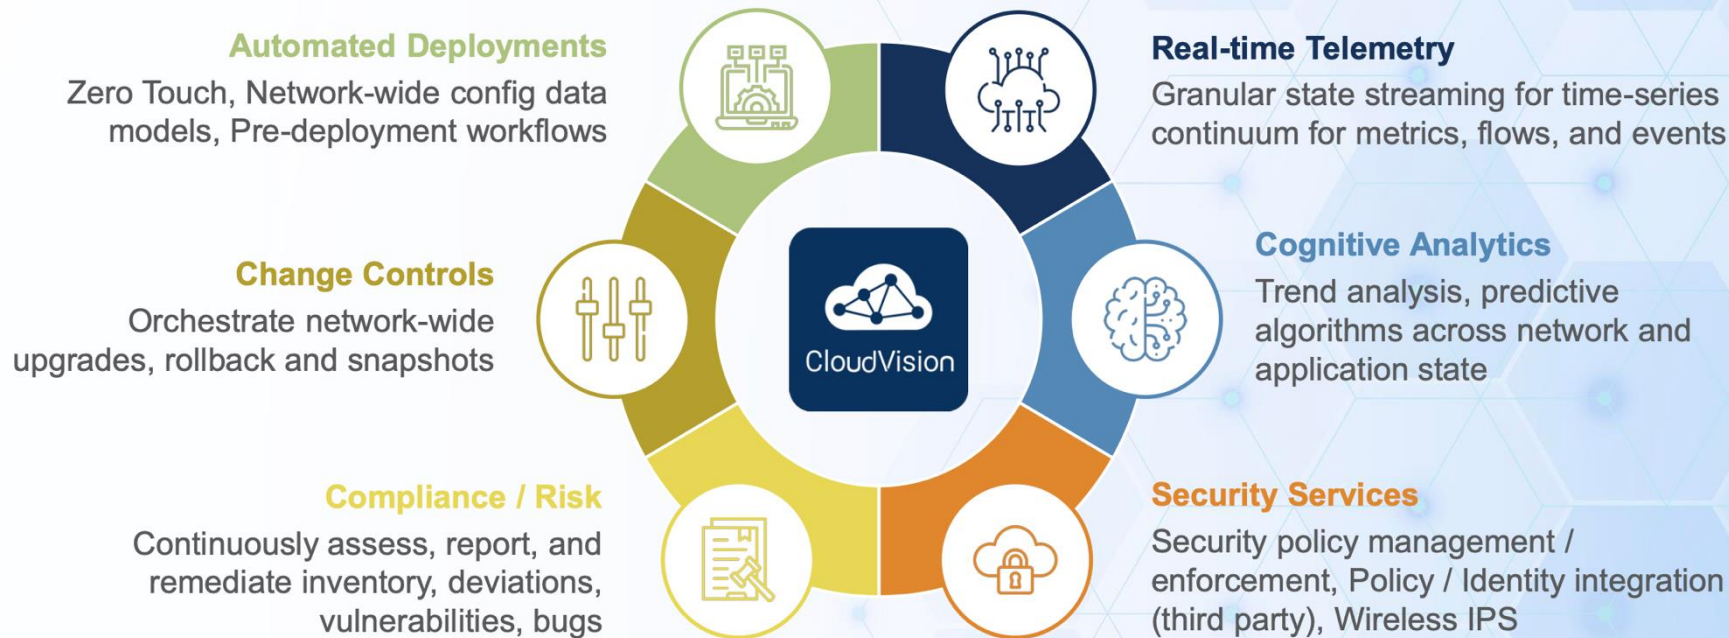 Automated Deployments
Zero Touch, Network-wide config data
models, Pre-deployment workflows
Real-time Telemetry
Granular state streaming for time-series
continuum for metrics, flows, and events
Change Controls
Orchestrate network-wide
upgrades, rollback and snapshots
CloudVision
Cognitive Analytics
Trend analysis, predictive
algorithms across network and
application state
Compliance / Risk
Continuously assess, report, and
remediate inventory, deviations,
vulnerabilities, bugs
Security Services
Security policy management /
enforcement, Policy / Identity integration
(third party), Wireless IPS